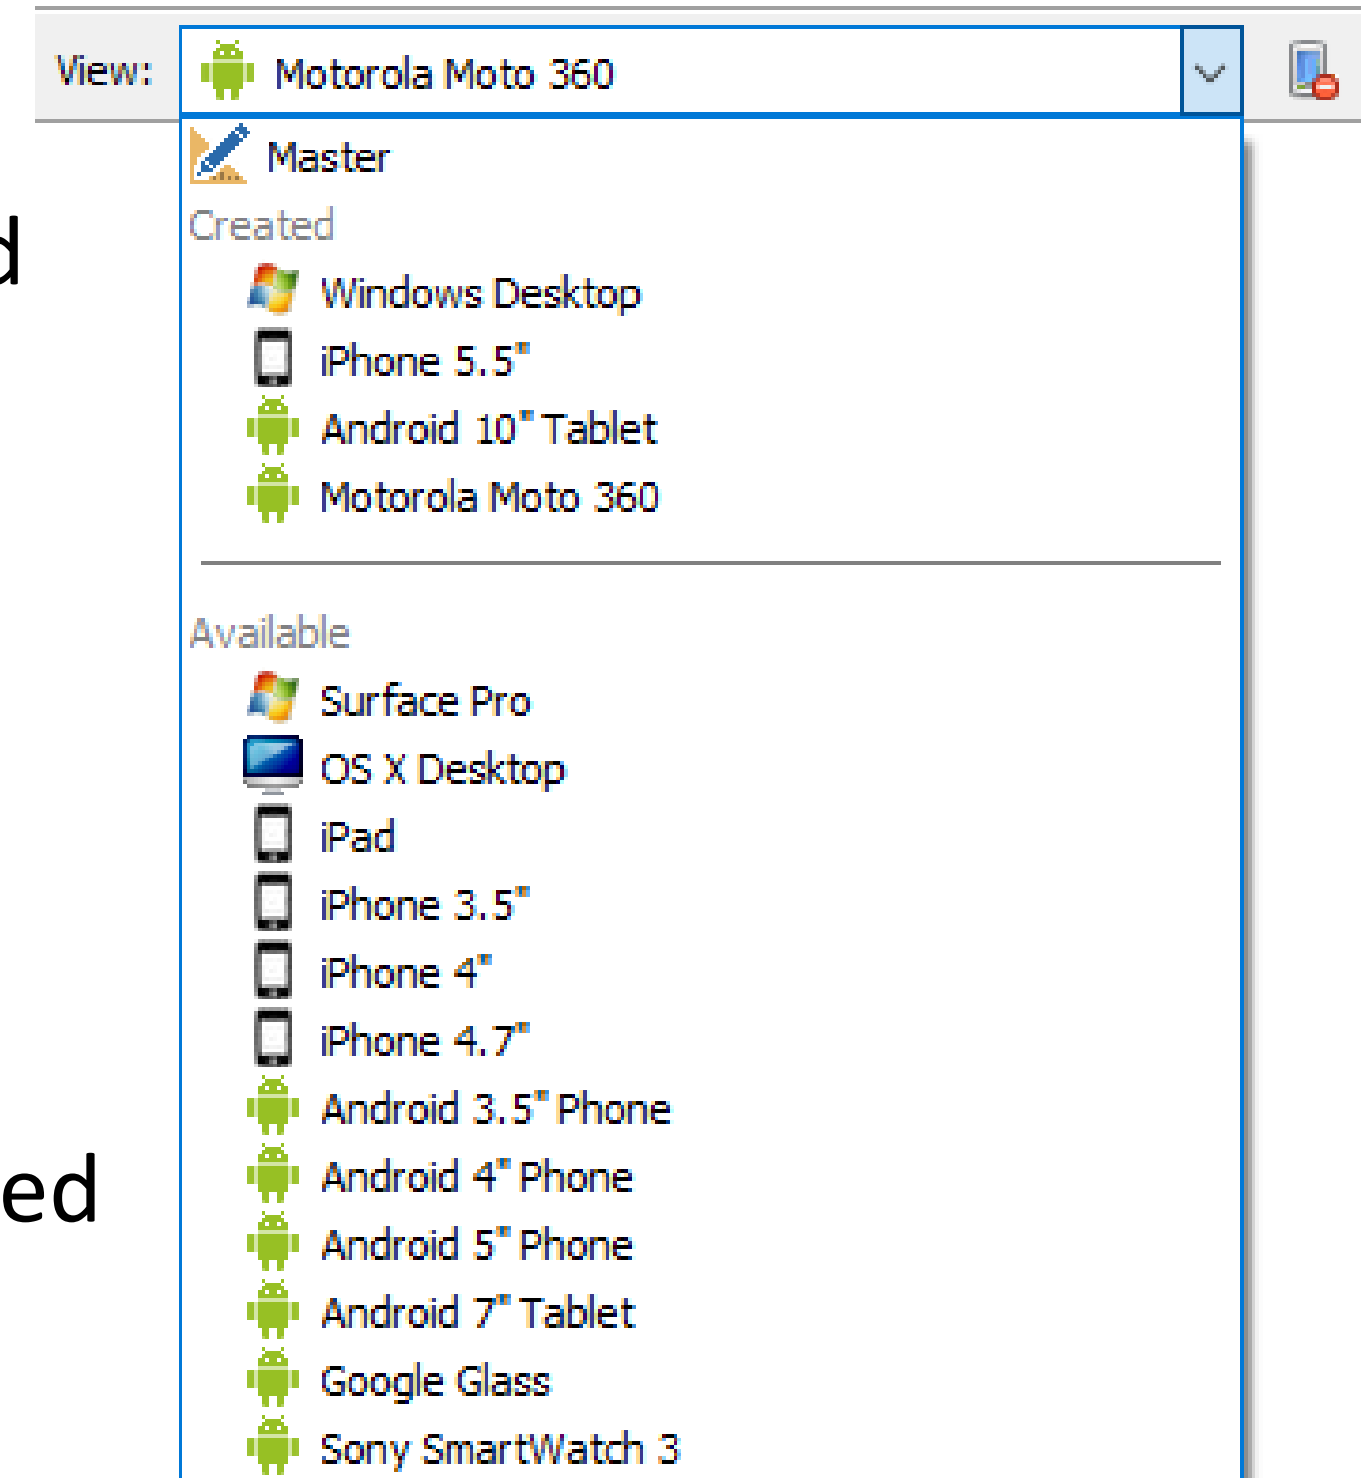 View: Motorola Moto 360
Master
Created
d
Windows Desktop
iPhone 5.5"
Android 10" Tablet
Motorola Moto 360
Available
Surface Pro
OS X Desktop
iPad
iPhone 3.5"
iPhone 4"
iPhone 4.7"
Android 3.5" Phone
Android 4" Phone
ed
Android 5" Phone
Android 7" Tablet
Google Glass
Sony SmartWatch 3